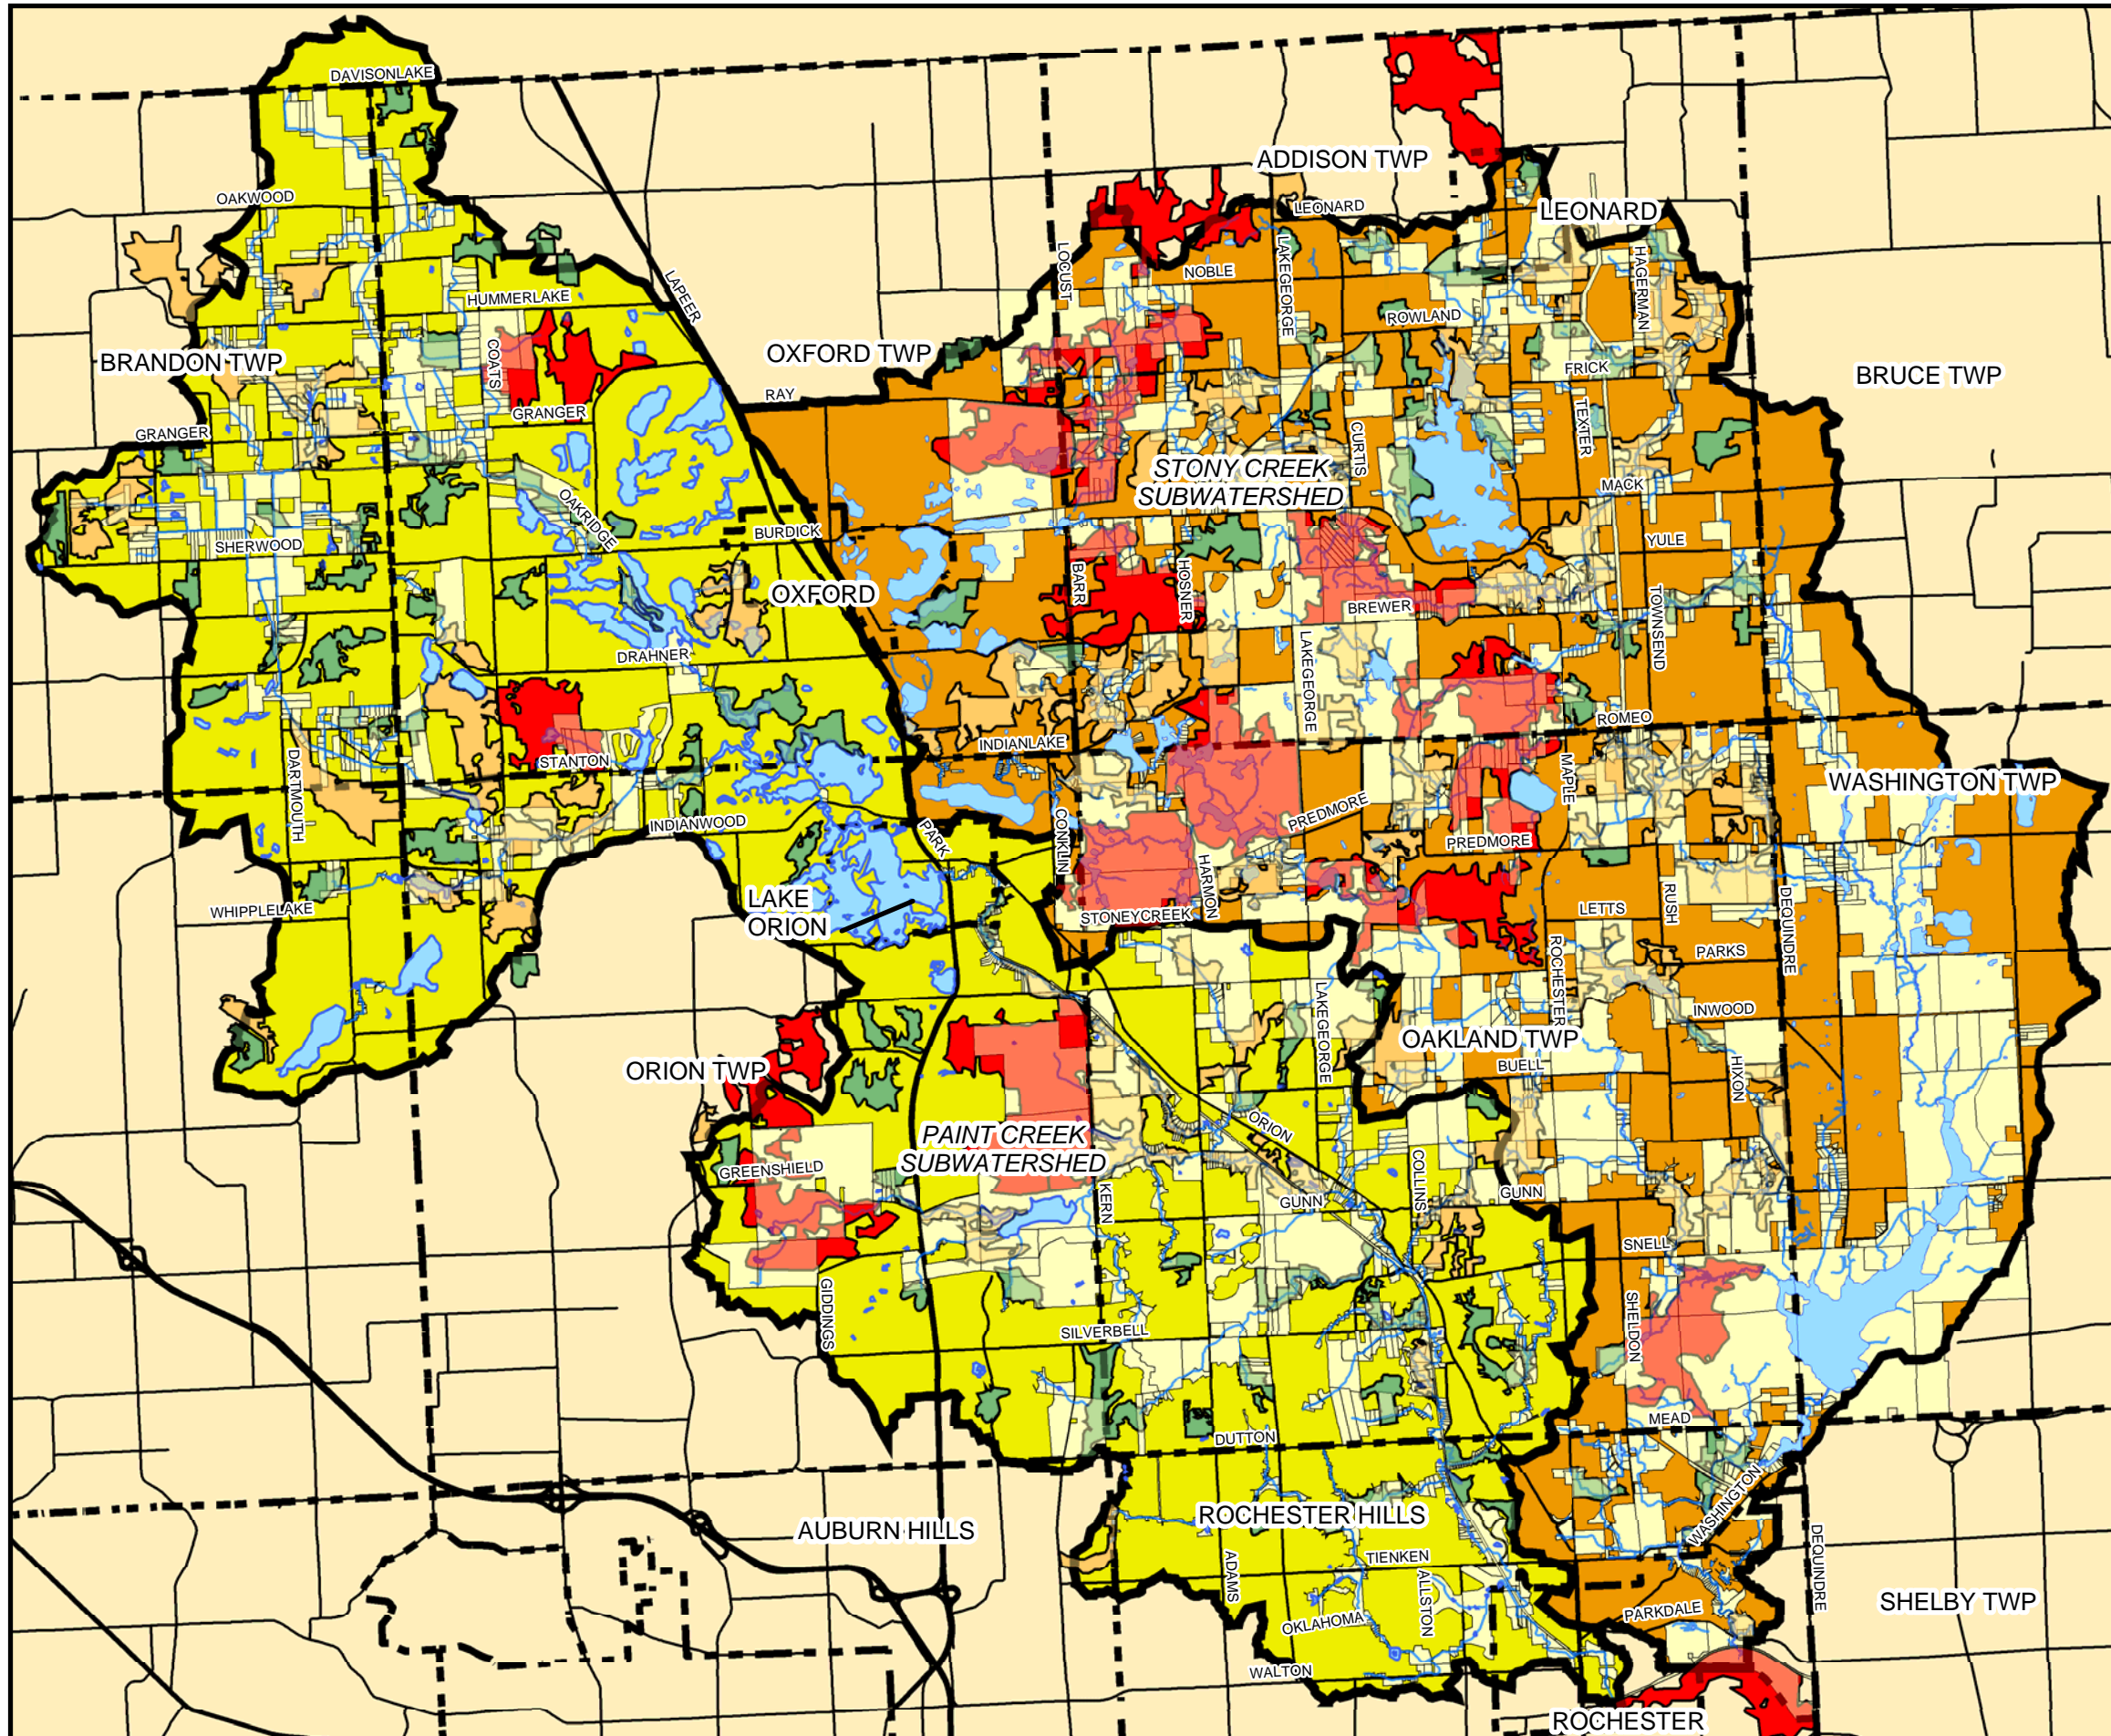 DAVISONLAKE
ADDISON TWP
OAKWOOD
LEONARD
LEONARD
LOCUST
LAKEGEORGE
NOBLE
HAGERMAN
LAPEER
HUMMERLAKE
ROWLAND
BRANDON TWP
COATS
OXFORD TWP
FRICK
BRUCE TWP
RAY
GRANGER
TEXTER
GRANGER
CURTIS
STONY CREEK
SUBWATERSHED
MACK
OAKRIDGE
BURDICK
SHERWOOD
YULE
BARR
HOSNER
OXFORD
BREWER
TOWNSEND
DRAHNER
LAKEGEORGE
ROMEO
INDIANLAKE
STANTON
MAPLE
WASHINGTON TWP
DARTMOUTH
INDIANWOOD
PARK
CONKLIN
PREDMORE
PREDMORE
HARMON
LAKE
ORION
WHIPPLELAKE
STONEYCREEK
LETTS
RUSH
DEQUINDRE
PARKS
ROCHESTER
LAKEGEORGE
INWOOD
OAKLAND TWP
ORION TWP
BUELL
HIXON
ORION
PAINT CREEK
SUBWATERSHED
GREENSHIELD
COLLINS
KERN
GUNN
GUNN
SNELL
GIDDINGS
SHELDON
SILVERBELL
MEAD
DUTTON
WASHINGTON
ROCHESTER HILLS
AUBURN HILLS
DEQUINDRE
TIENKEN
ADAMS
ALLSTON
SHELBY TWP
PARKDALE
OKLAHOMA
WALTON
ROCHESTER